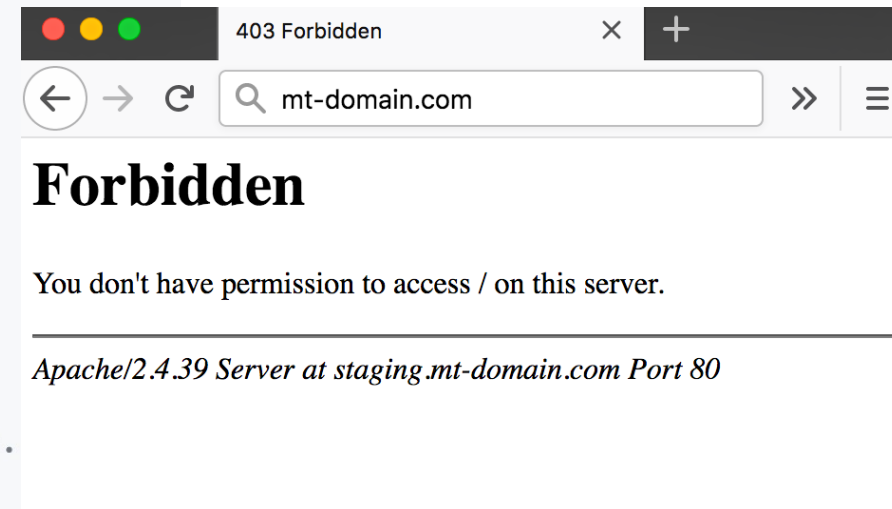 403 Forbidden
mt-domain.com
Forbidden
You don't have permission to access / on this server.
Apache/2.4.39 Server at staging.mt-domain.com Port 80